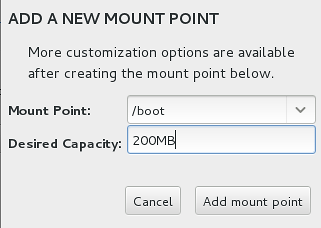 ADD A NEW MOUNT POINT
More customization options are available
after creating the mount point below.
Mount Point: /boot
Desired Capacity: 200MB
Cancel Add mount point